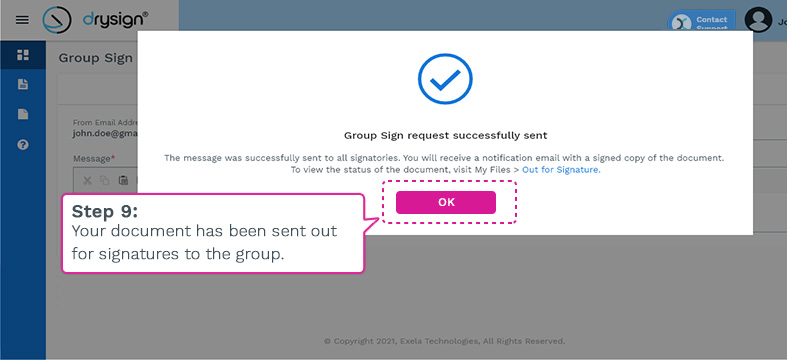 drysign®
Contact
Support
Jo
Group Sign
From Email Addre
john.doe@gma
Message*
Group Sign request successfully sent
The message was successfully sent to all signatories. You will receive a notification email with a signed copy of the document.
To view the status of the document, visit My Files > Out for Signature.
OK
Step 9:
Your document has been sent out
for signatures to the group.
© Copyright 2021, Exela Technologies, All Rights Reserved.